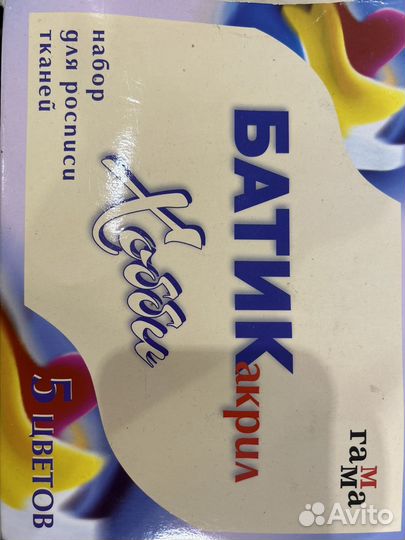 гамма
БАТИК
акрил
Хобби
набор
для росписи
тканей
5 ЦВЕТОВ
Avito